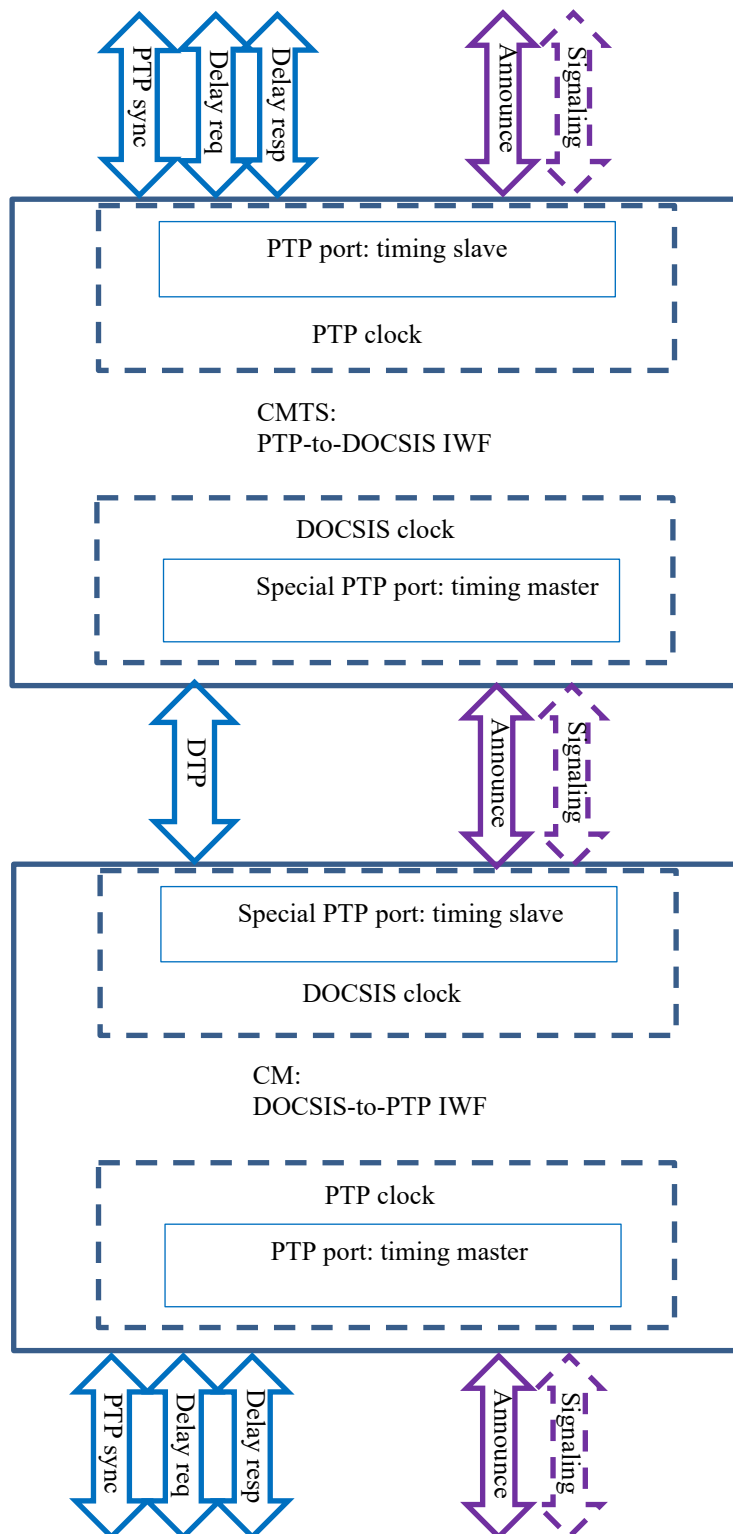 PTP sync
Delay req
Delay resp
Announce
Signaling
PTP port: timing slave
PTP clock
CMTS:
PTP-to-DOCSIS IWF
DOCSIS clock
Special PTP port: timing master
DTP
Announce
Signaling
Special PTP port: timing slave
DOCSIS clock
CM:
DOCSIS-to-PTP IWF
PTP clock
PTP port: timing master
PTP sync
Delay req
Delay resp
Announce
Signaling